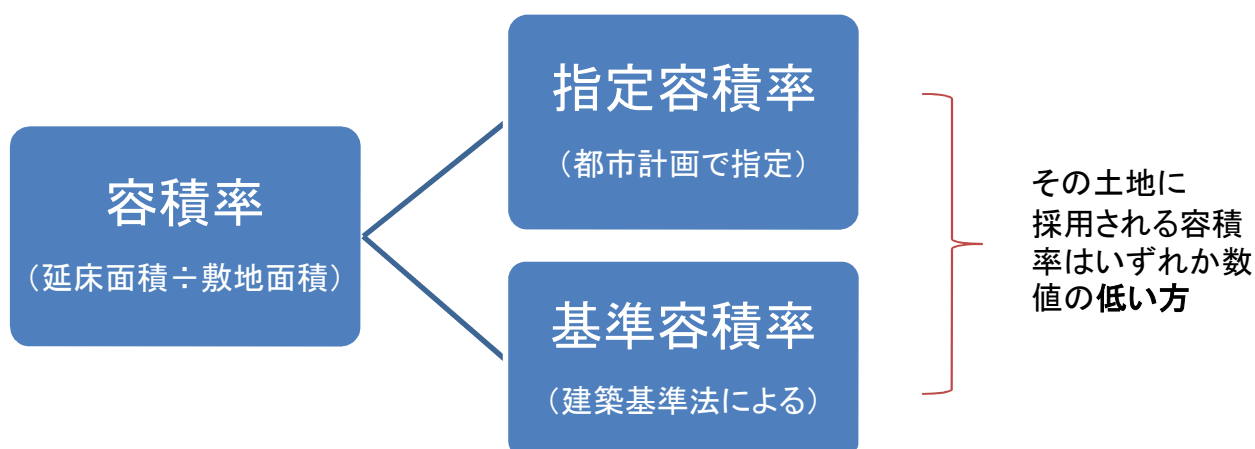 容積率
（延床面積÷敷地面積）
指定容積率
（都市計画で指定）
基準容積率
（建築基準法による）
その土地に
採用される容積
率はいずれか数
値の低い方